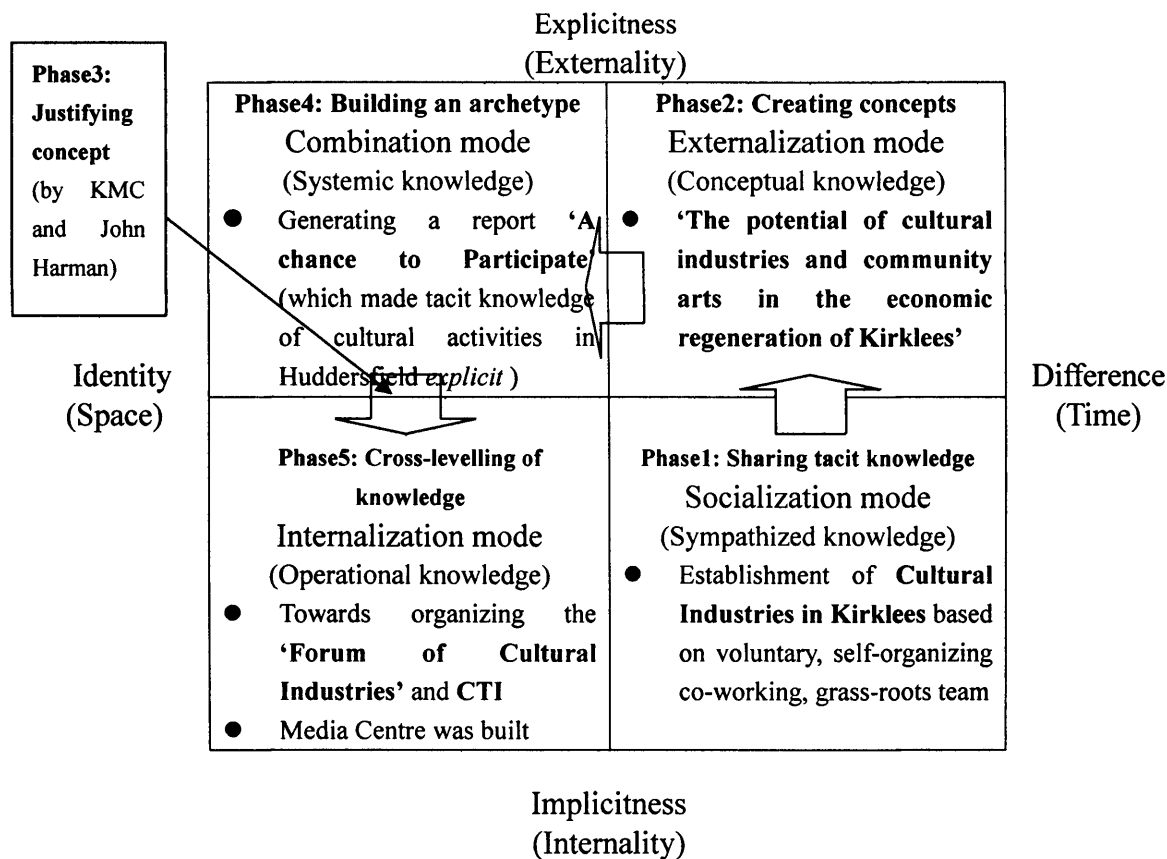 Explicitness
(Externality)
Phase3:
Justifying
concept
(by KMC
and John
Harman)
Phase4: Building an archetype
Combination mode
(Systemic knowledge)
● Generating a report ‘A
chance to Participate’
(which made tacit knowledge
of cultural activities in
Huddersfield explicit )
Phase2: Creating concepts
Externalization mode
(Conceptual knowledge)
● ‘The potential of cultural
industries and community
arts in the economic
regeneration of Kirklees’
Identity
(Space)
Difference
(Time)
Phase5: Cross-levelling of
knowledge
Internalization mode
(Operational knowledge)
● Towards organizing the
‘Forum of Cultural
Industries’ and CTI
● Media Centre was built
Phase1: Sharing tacit knowledge
Socialization mode
(Sympathized knowledge)
● Establishment of Cultural
Industries in Kirklees based
on voluntary, self-organizing
co-working, grass-roots team
Implicitness
(Internality)